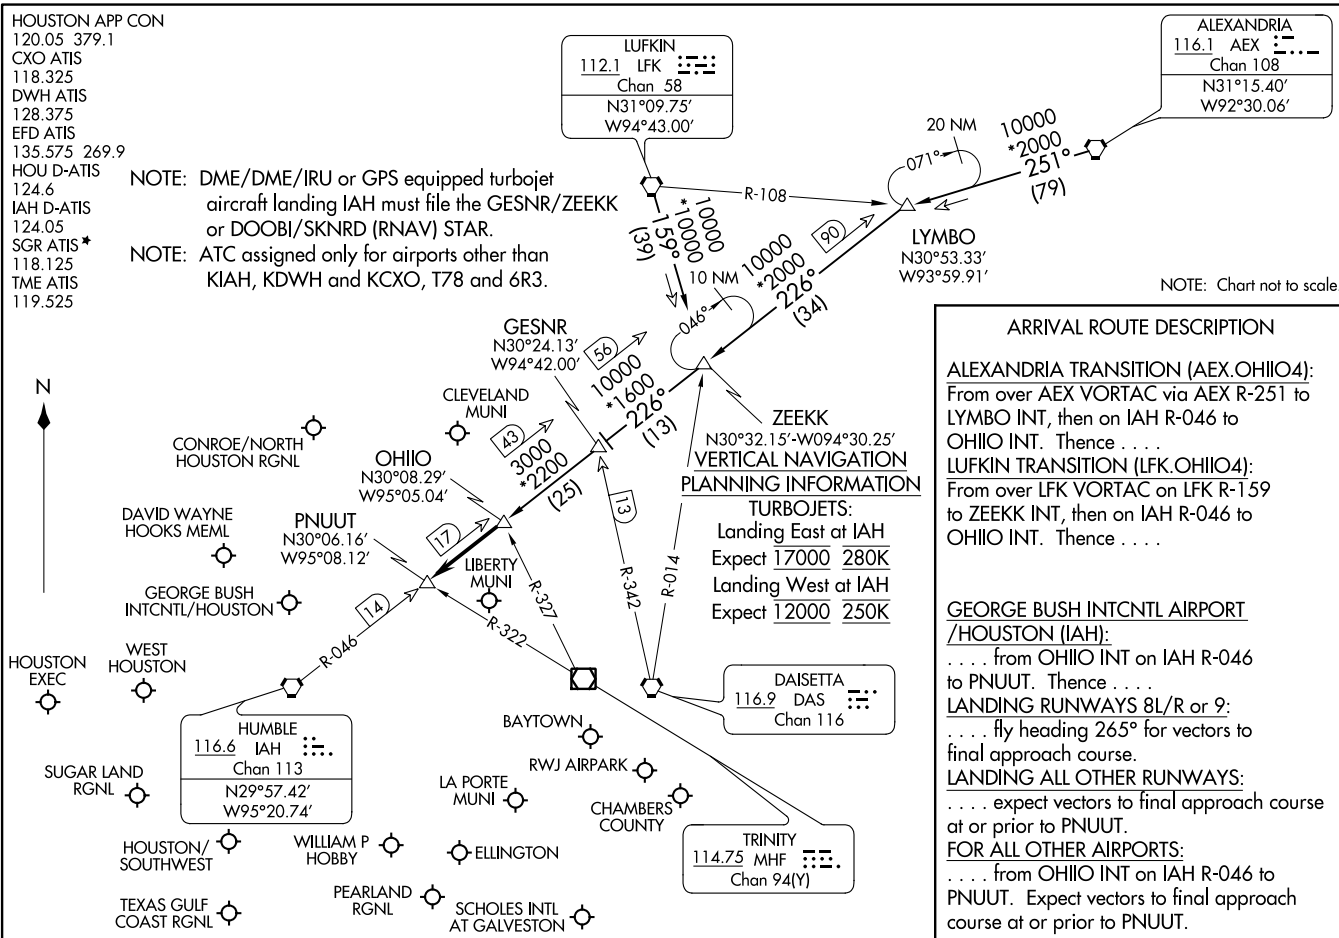 HOUSTON APP CON
120.05 379.1
CXO ATIS
118.325
DWH ATIS
128.375
EFD ATIS
135.575 269.9
HOU D-ATIS
124.6
IAH D-ATIS
124.05
SGR ATIS★
118.125
TME ATIS
119.525
NOTE: DME/DME/IRU or GPS equipped turbojet
aircraft landing IAH must file the GESNR/ZEEKK
or DOOBI/SKNRD (RNAV) STAR.
NOTE: ATC assigned only for airports other than
KIAH, KDWH and KCXO, T78 and 6R3.
LUFKIN
112.1 LFK
Chan 58
N31°09.75'
W94°43.00'
ALEXANDRIA
116.1 AEX
Chan 108
N31°15.40'
W92°30.06'
20 NM
071°
10000
*2000
251°
(79)
R-108
LYMBO
N30°53.33'
W93°59.91'
10000
*10000
159°
(39)
90
10 NM
046°
10000
*2000
226°
(34)
NOTE: Chart not to scale.
GESNR
N30°24.13'
W94°42.00'
56
10000
*1600
226°
(13)
ZEEKK
N30°32.15'-W094°30.25'
VERTICAL NAVIGATION
PLANNING INFORMATION
TURBOJETS:
Landing East at IAH
Expect 17000 280K
Landing West at IAH
Expect 12000 250K
N
CLEVELAND
MUNI
CONROE/NORTH
HOUSTON RGNL
43
3000
*2200
(25)
OHIIO
N30°08.29'
W95°05.04'
DAVID WAYNE
HOOKS MEML
PNUUT
N30°06.16'
W95°08.12'
17
13
LIBERTY
MUNI
GEORGE BUSH
INTCNTL/HOUSTON
14
R-046
R-322
R-327
R-342
R-014
HOUSTON
EXEC
WEST
HOUSTON
HUMBLE
116.6 IAH
Chan 113
N29°57.42'
W95°20.74'
DAISETTA
116.9 DAS
Chan 116
BAYTOWN
RWJ AIRPARK
SUGAR LAND
RGNL
LA PORTE
MUNI
CHAMBERS
COUNTY
TRINITY
114.75 MHF
Chan 94(Y)
HOUSTON/
SOUTHWEST
WILLIAM P
HOBBY
ELLINGTON
TEXAS GULF
COAST RGNL
PEARLAND
RGNL
SCHOLES INTL
AT GALVESTON
ARRIVAL ROUTE DESCRIPTION
ALEXANDRIA TRANSITION (AEX.OHIIO4):
From over AEX VORTAC via AEX R-251 to
LYMBO INT, then on IAH R-046 to
OHIIO INT. Thence . . . .
LUFKIN TRANSITION (LFK.OHIIO4):
From over LFK VORTAC on LFK R-159
to ZEEKK INT, then on IAH R-046 to
OHIIO INT. Thence . . . .
GEORGE BUSH INTCNTL AIRPORT
/HOUSTON (IAH):
. . . . from OHIIO INT on IAH R-046
to PNUUT. Thence . . . .
LANDING RUNWAYS 8L/R or 9:
. . . . fly heading 265° for vectors to
final approach course.
LANDING ALL OTHER RUNWAYS:
. . . . expect vectors to final approach course
at or prior to PNUUT.
FOR ALL OTHER AIRPORTS:
. . . . from OHIIO INT on IAH R-046 to
PNUUT. Expect vectors to final approach
course at or prior to PNUUT.